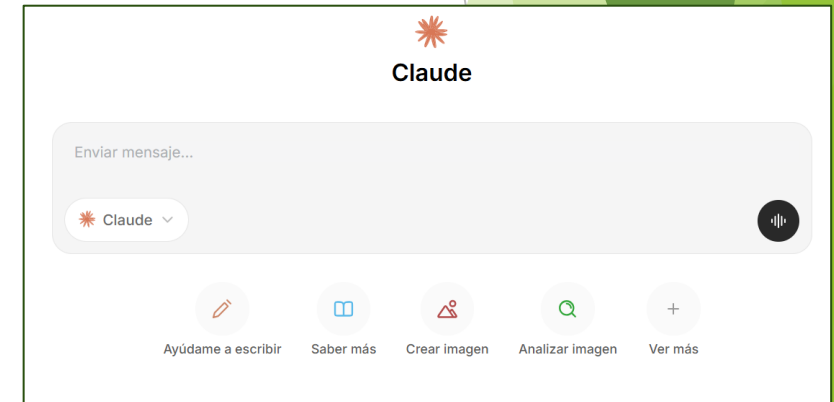 Claude
Enviar mensaje...
Claude
Ayúdame a escribir
Saber más
Crear imagen
Analizar imagen
Ver más